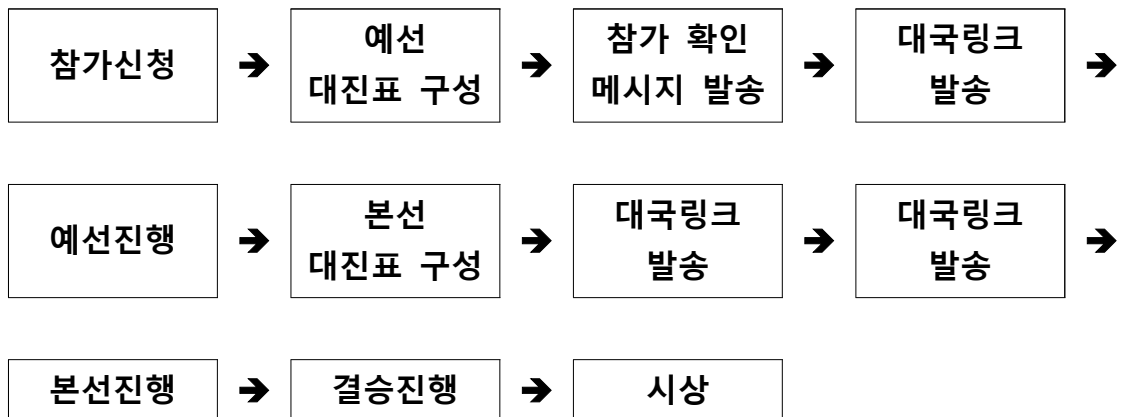 참가신청 ➔ 예선 대진표 구성 ➔ 참가 확인 메시지 발송 ➔ 대국링크 발송 ➔
예선진행 ➔ 본선 대진표 구성 ➔ 대국링크 발송 ➔ 대국링크 발송 ➔
본선진행 ➔ 결승진행 ➔ 시상